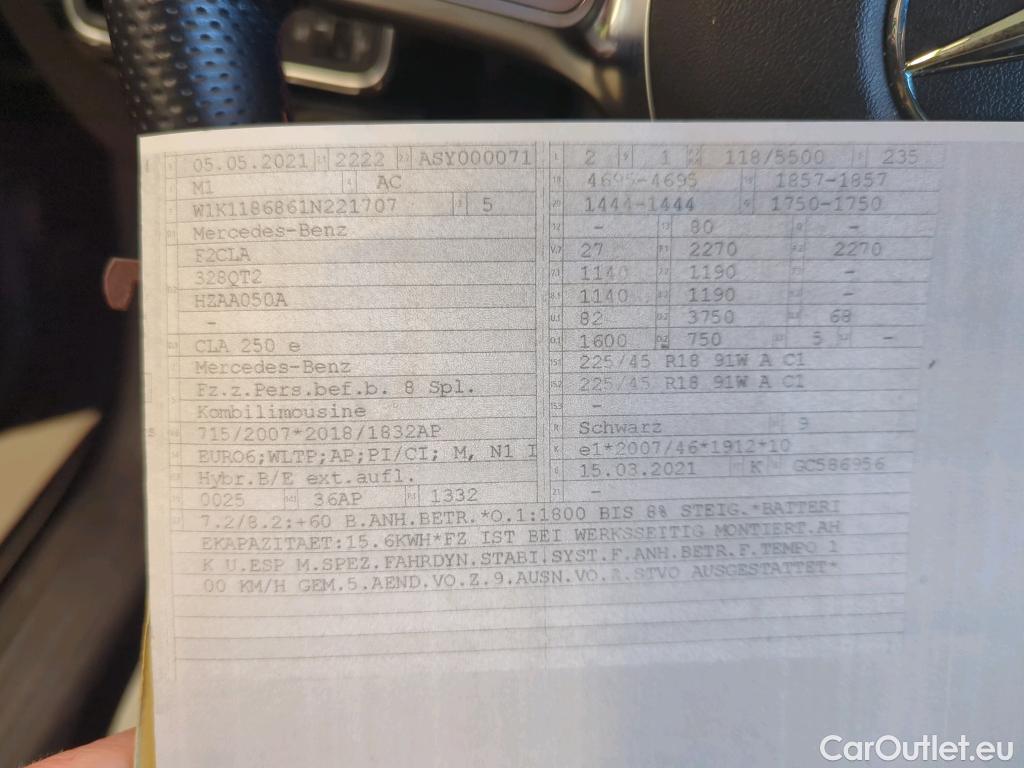 05.05.2021 2222 ASY000071
M1 AC
W1K1186861N221707 5
Mercedes-Benz
F2CLA
328QT2
HZAA050A
-
CLA 250 e
Mercedes-Benz
Fz.z.Pers.bef.b. 8 Spl.
Kombilimousine
715/2007*2018/1832AP
EURO6;WLTP;AP;PI/CI; M, N1 I
Hybr.B/E ext.aufl.
0025 36AP 1332
2 1 118/5500 235
4695-4695 1857-1857
1444-1444 1750-1750
- 80 -
27 2270 2270
1140 1190 -
1140 1190 -
82 3750 68
1600 750 5 -
225/45 R18 91W A C1
225/45 R18 91W A C1
-
Schwarz 9
e1*2007/46*1912*10
15.03.2021 K GC586956
-
7.2/8.2:+60 B.ANH.BETR.*O.1:1800 BIS 8% STEIG.*BATTERI
EKAPAZITAET:15.6KWH*FZ IST BEI WERKSSEITIG MONTIERT.AH
K U.ESP M.SPEZ.FAHRDYN.STABI.SYST.F.ANH.BETR.F.TEMPO 1
00 KM/H GEM.5.AEND.VO.Z.9.AUSN.VO. STVO AUSGESTATTET*
CarOutlet.eu